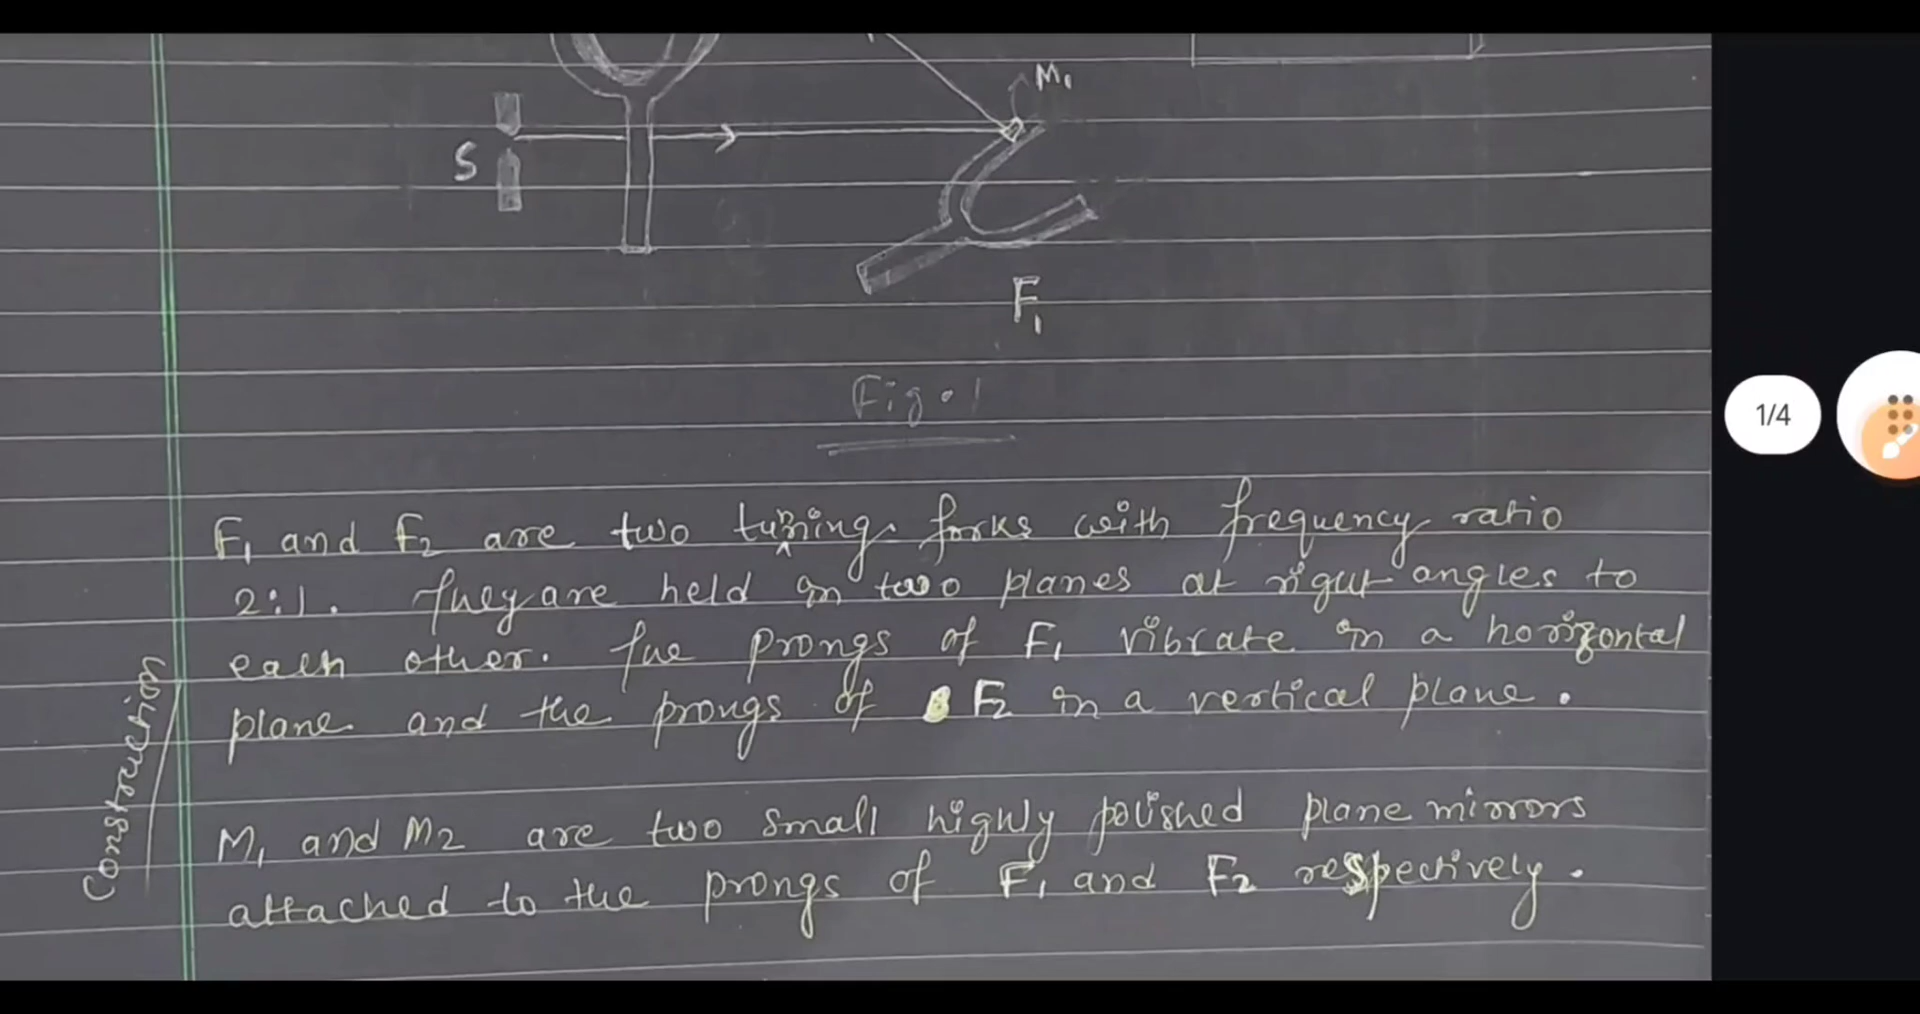 M₁
S
F₁
Fig. 1
F₁ and F₂ are two tuning forks with frequency ratio
2:1. They are held in two planes at right angles to
each other. The prongs of F₁ vibrate in a horizontal
plane and the prongs of F₂ in a vertical plane.
Construction
M₁ and M₂ are two small highly polished plane mirrors
attached to the prongs of F₁ and F₂ respectively.
1/4